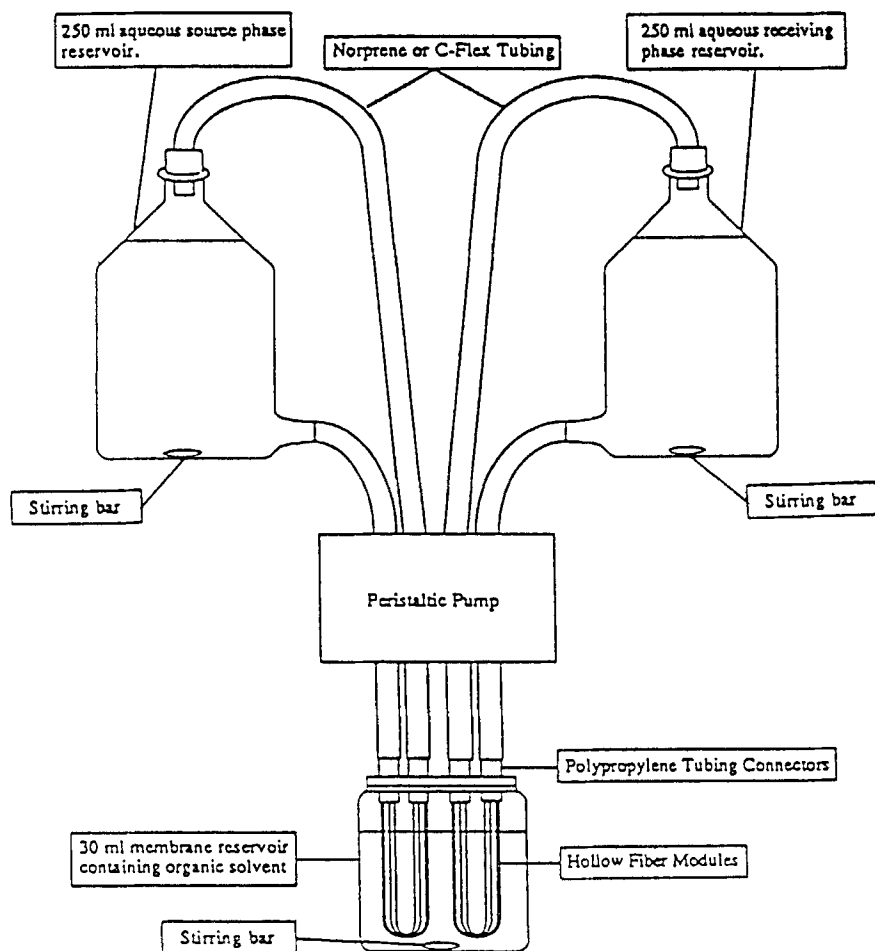 250 ml aqueous source phase
reservoir.
Norprene or C-Flex Tubing
250 ml aqueous receiving
phase reservoir.
Stirring bar
Stirring bar
Peristaltic Pump
Polypropylene Tubing Connectors
30 ml membrane reservoir
containing organic solvent
Hollow Fiber Modules
Stirring bar